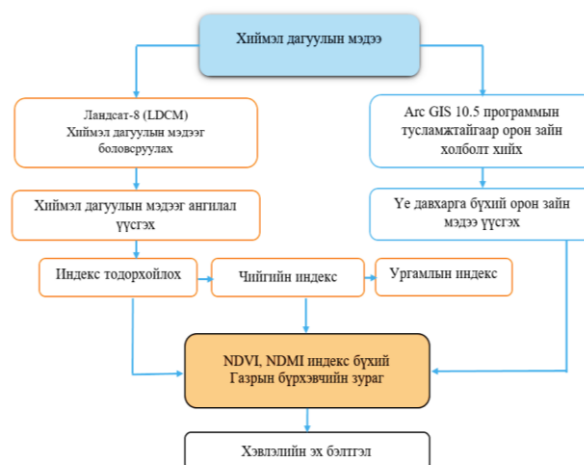 Хиймэл дагуулын мэдээ
Ландсат-8 (LDCM)
Хиймэл дагуулын мэдээг
боловсруулах
Arc GIS 10.5 программын
тусламжтайгаар орон зайн
холболт хийх
Хиймэл дагуулын мэдээг ангилал
үүсгэх
Үе давхарга бүхий орон зайн
мэдээ үүсгэх
Индекс тодорхойлох
Чийгийн индекс
Ургамлын индекс
NDVI, NDMI индекс бүхий
Газрын бүрхэвчийн зураг
Хэвлэлийн эх бэлтгэл